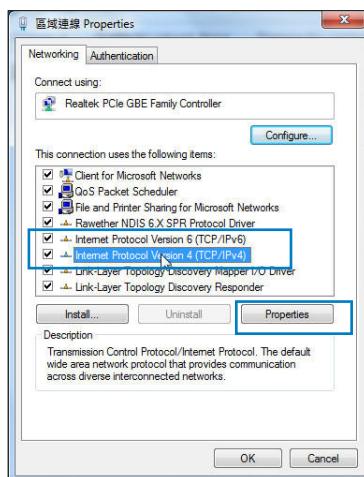 區域連線 Properties
Networking
Authentication
Connect using:
Realtek PCIe GBE Family Controller
Configure...
This connection uses the following items:
Client for Microsoft Networks
QoS Packet Scheduler
File and Printer Sharing for Microsoft Networks
Rawether NDIS 6.X SPR Protocol Driver
Internet Protocol Version 6 (TCP/IPv6)
Internet Protocol Version 4 (TCP/IPv4)
Link-Layer Topology Discovery Mapper I/O Driver
Link-Layer Topology Discovery Responder
Install...
Uninstall
Properties
Description
Transmission Control Protocol/Internet Protocol. The default
wide area network protocol that provides communication
across diverse interconnected networks.
OK
Cancel